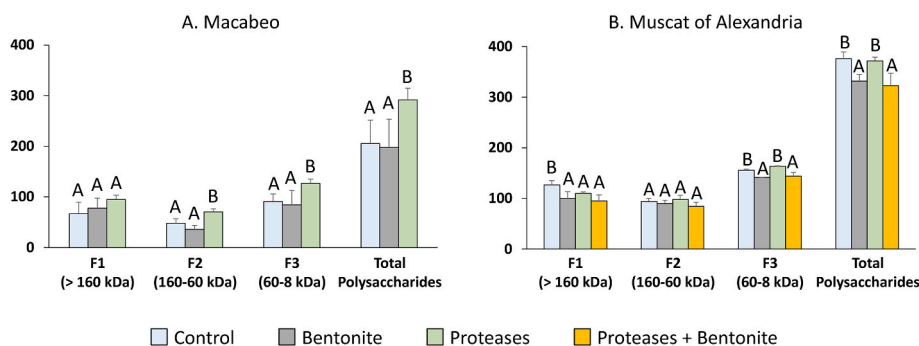 A. Macabeo
400
300
200
100
0
A A A
A A B
A A B
A A B
F1 F2 F3 Total
(> 160 kDa) (160-60 kDa) (60-8 kDa) Polysaccharides
B. Muscat of Alexandria
400
300
200
100
0
B A A A
A A A A
B A B A
B A B A
F1 F2 F3 Total
(> 160 kDa) (160-60 kDa) (60-8 kDa) Polysaccharides
Control Bentonite Proteases Proteases + Bentonite